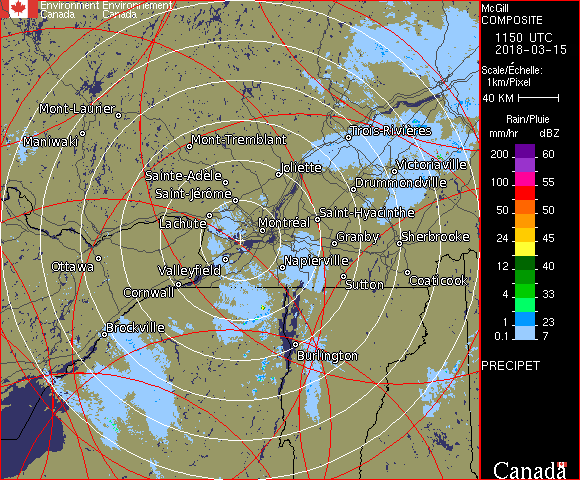 Environment Environnement
Canada Canada
McGill
COMPOSITE
1150 UTC
2018-03-15
Scale/Échelle:
1km/Pixel
40 KM
Rain/Pluie
mm/hr dBZ
200 60
55
100 55
50 50
24 45
12 40
4 33
1 23
0.1 7
PRECIPET
Canada
Mont-Laurier
Maniwaki
Mont-Tremblant
Trois-Rivières
Joliette
Victoriaville
Sainte-Adèle
Drummondville
Saint-Jérôme
Lachute
Saint-Hyacinthe
Montréal
Granby
Sherbrooke
Ottawa
Napierville
Valleyfield
Coaticook
Sutton
Cornwall
Brockville
Burlington